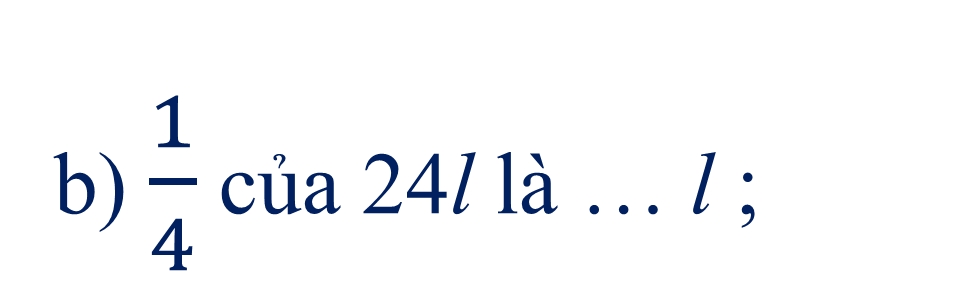 b) 1/4 của 24l là … l ;